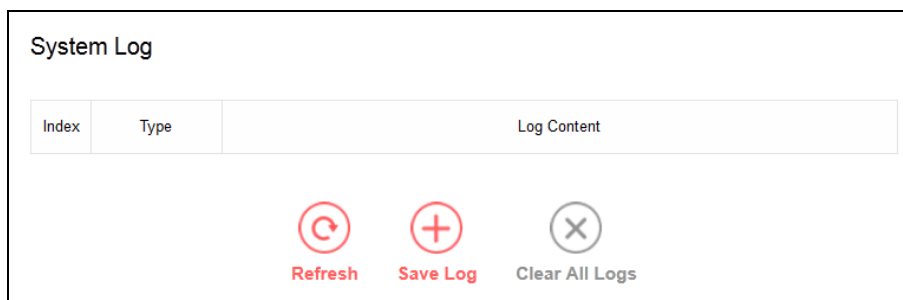 System Log
Index Type Log Content
Refresh Save Log Clear All Logs